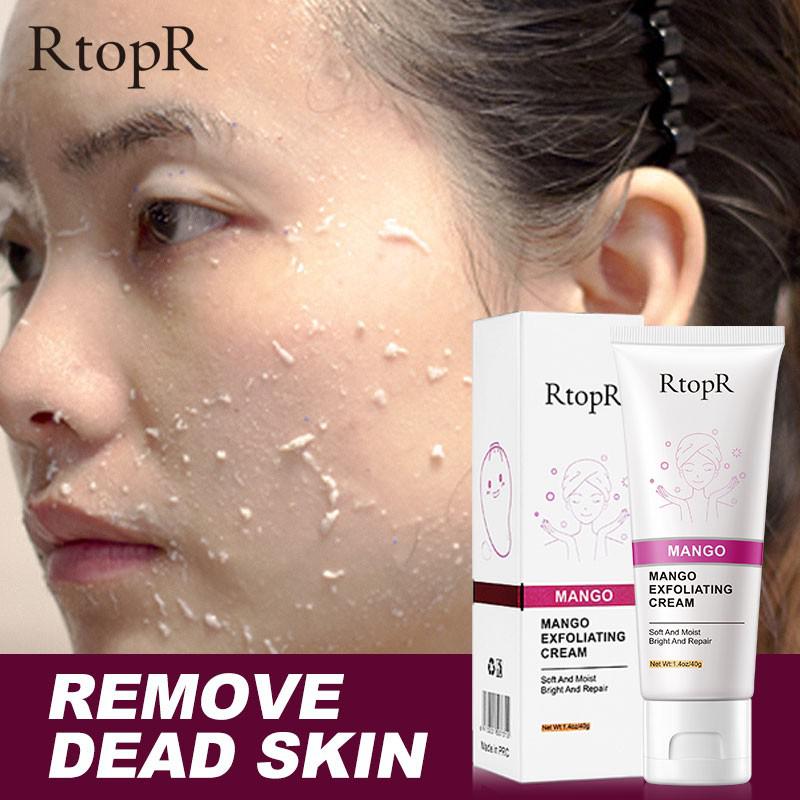 RtopR
RtopR
MANGO
MANGO
EXFOLIATING
CREAM
Soft And Moist
Bright And Repair
Net Wt:1.4oz/40g
Made in PRC
RtopR
MANGO
MANGO
EXFOLIATING
CREAM
Soft And Moist
Bright And Repair
Net Wt:1.4oz/40g
REMOVE
DEAD SKIN